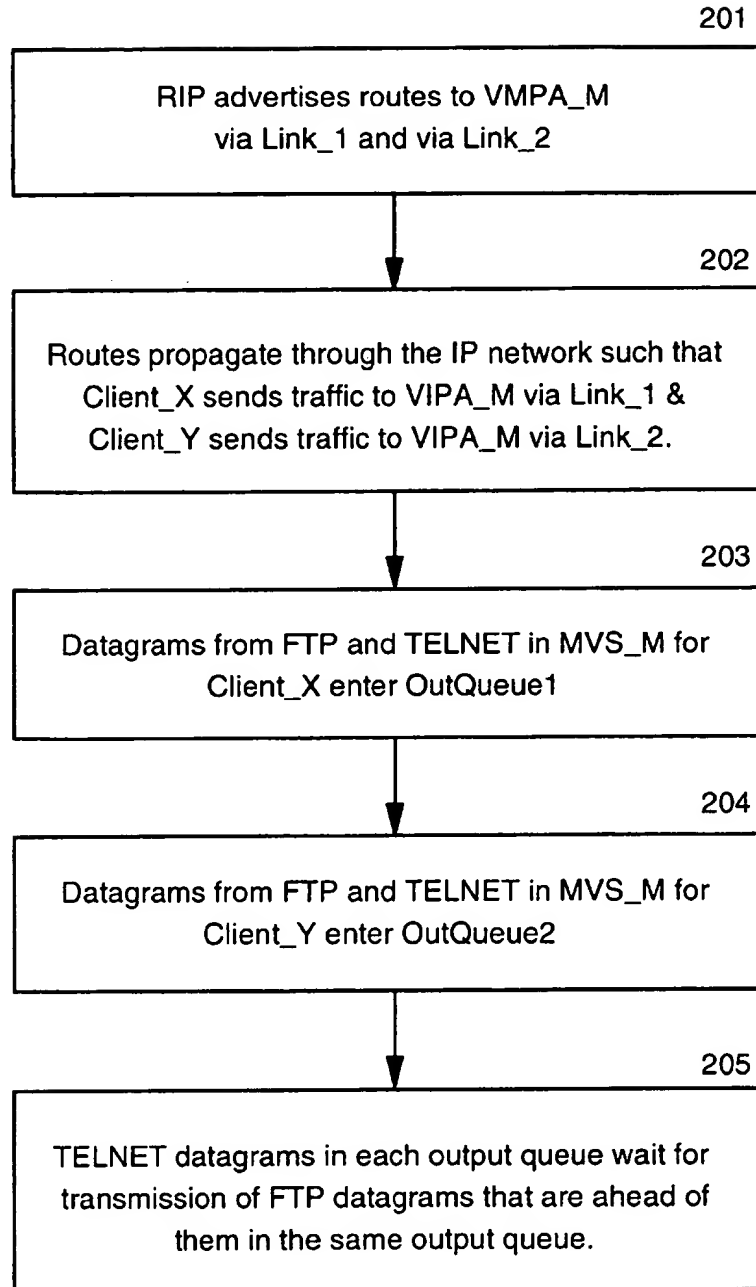 201
RIP advertises routes to VMPA_M
via Link_1 and via Link_2
202
Routes propagate through the IP network such that
Client_X sends traffic to VIPA_M via Link_1 &
Client_Y sends traffic to VIPA_M via Link_2.
203
Datagrams from FTP and TELNET in MVS_M for
Client_X enter OutQueue1
204
Datagrams from FTP and TELNET in MVS_M for
Client_Y enter OutQueue2
205
TELNET datagrams in each output queue wait for
transmission of FTP datagrams that are ahead of
them in the same output queue.